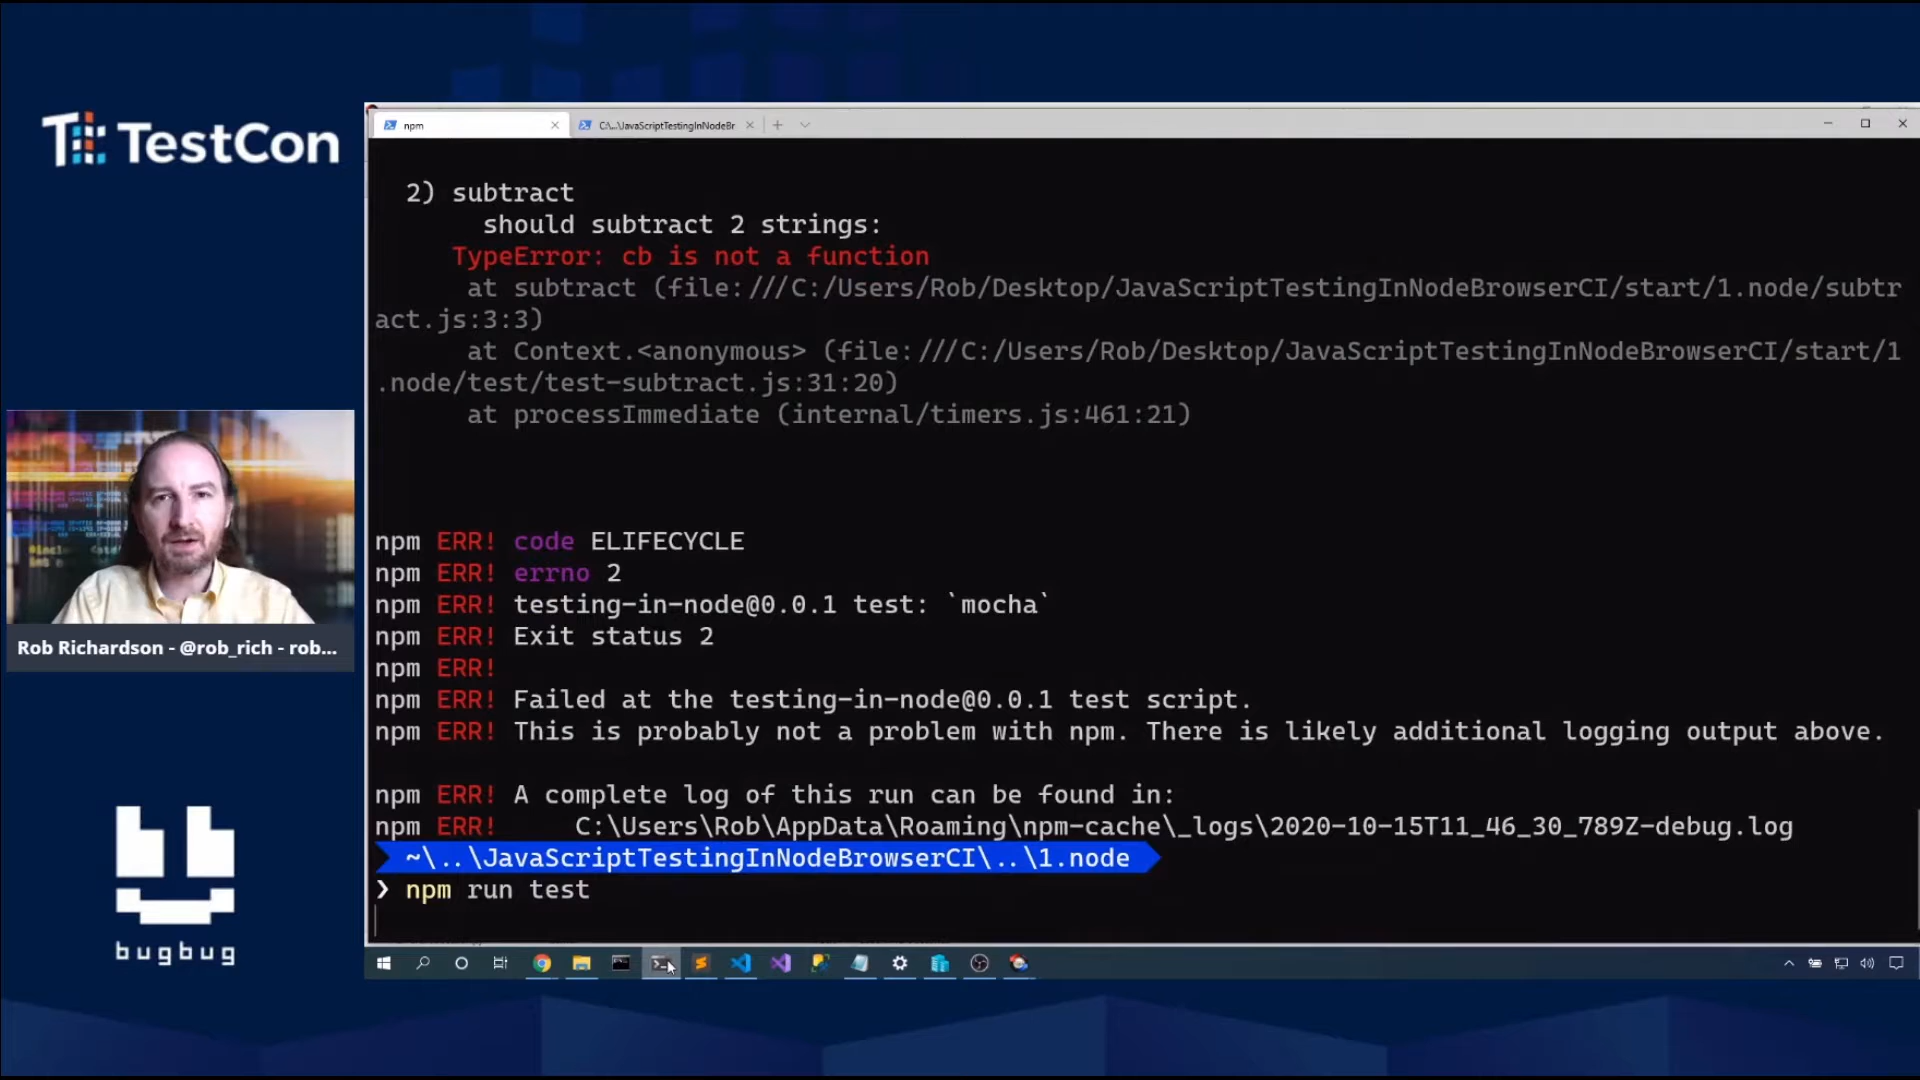 TestCon
npm
C:\...\JavaScriptTestingInNodeBr
2) subtract
should subtract 2 strings:
TypeError: cb is not a function
at subtract (file:///C:/Users/Rob/Desktop/JavaScriptTestingInNodeBrowserCI/start/1.node/subtr
act.js:3:3)
at Context.<anonymous> (file:///C:/Users/Rob/Desktop/JavaScriptTestingInNodeBrowserCI/start/1
.node/test/test-subtract.js:31:20)
at processImmediate (internal/timers.js:461:21)
npm ERR! code ELIFECYCLE
npm ERR! errno 2
npm ERR! testing-in-node@0.0.1 test: `mocha`
npm ERR! Exit status 2
npm ERR!
npm ERR! Failed at the testing-in-node@0.0.1 test script.
npm ERR! This is probably not a problem with npm. There is likely additional logging output above.
npm ERR! A complete log of this run can be found in:
npm ERR!     C:\Users\Rob\AppData\Roaming\npm-cache\_logs\2020-10-15T11_46_30_789Z-debug.log
~\..\JavaScriptTestingInNodeBrowserCI\..\1.node
❯ npm run test
Rob Richardson - @rob_rich - rob...
bugbug